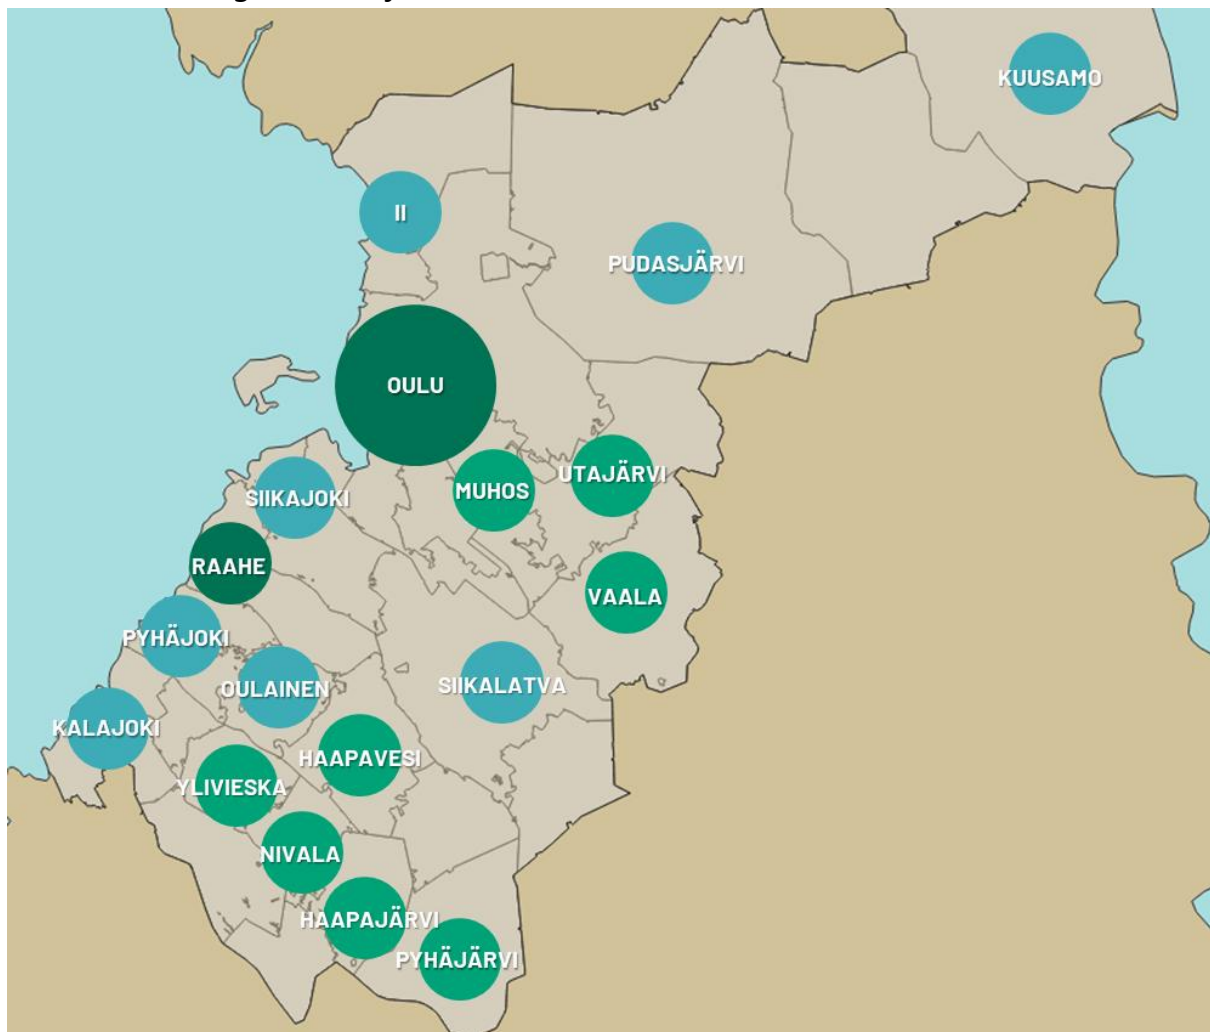 KUUSAMO
II
PUDASJÄRVI
OULU
UTAJÄRVI
MUHOS
SIIKAJOKI
RAAHE
VAALA
PYHÄJOKI
OULAINEN
SIIKALATVA
KALAJOKI
HAAPAVESI
YLIVIESKA
NIVALA
HAAPAJÄRVI
PYHÄJÄRVI